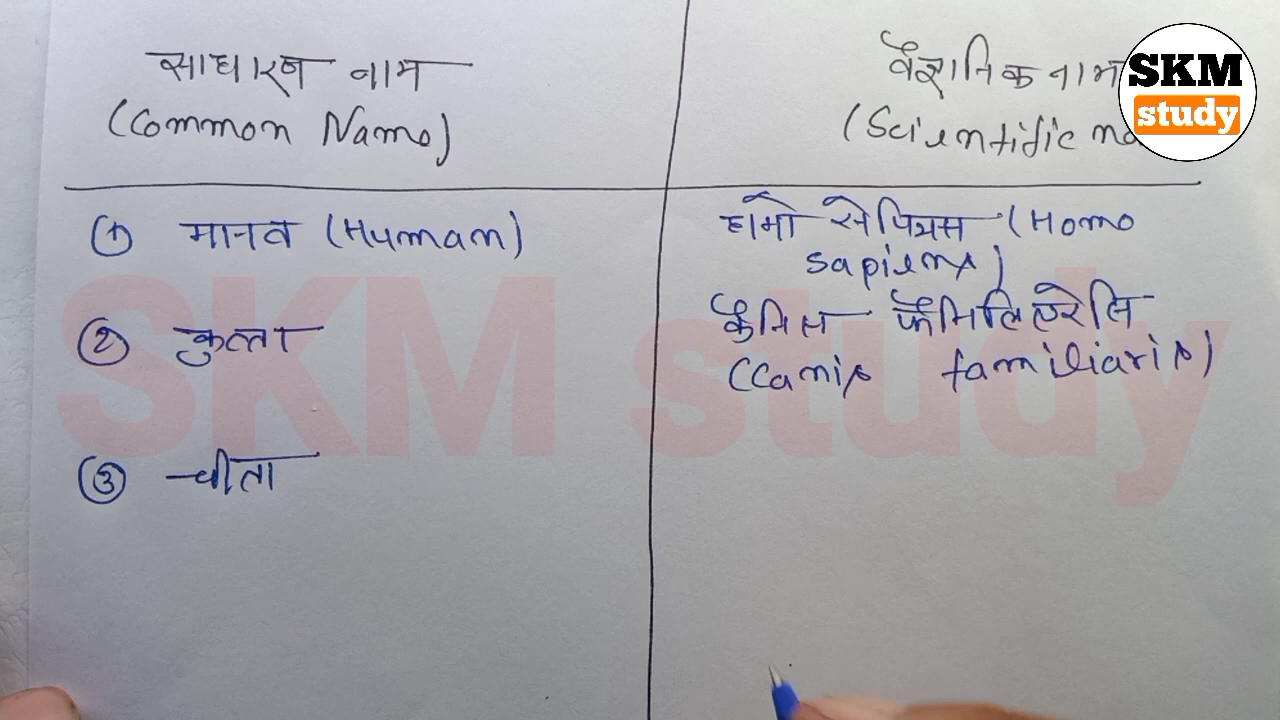 साधारण नाम
(Common Name)
वैज्ञानिक नाम
(Scientific na
SKM
study
① मानव (Human)
होमो सेपियंस (Homo
sapiens)
② कुत्ता
कैनिस फैमिलिएरेसि
(Canis familiaris)
③ चीता
SKM study